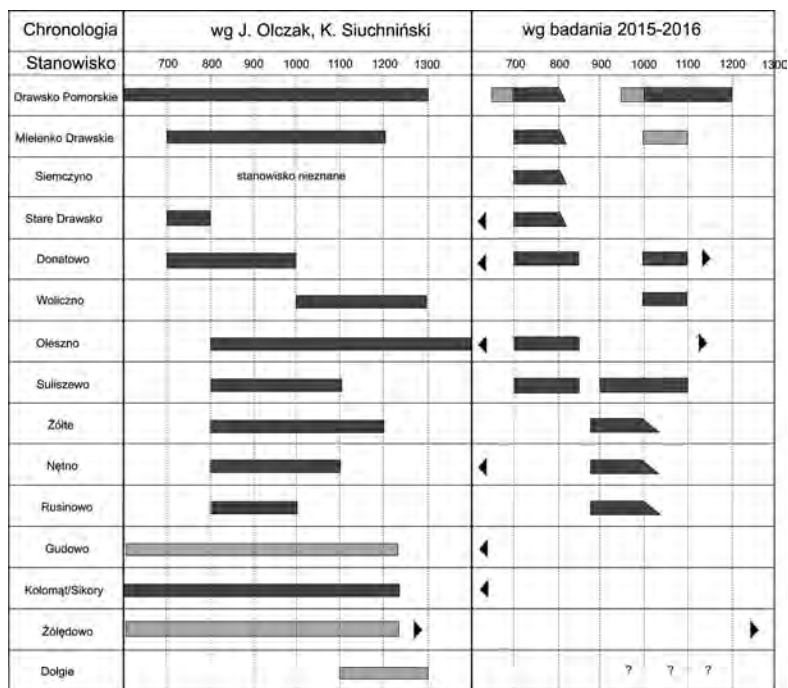 Chronologia wg J. Olczak, K. Siuchniński wg badania 2015-2016
Stanowisko 700 800 900 1000 1100 1200 1300 700 800 900 1000 1100 1200 1300
Drawsko Pomorskie
Mielenko Drawskie
Siemczyno stanowisko nieznane
Stare Drawsko
Donatowo
Woliczno
Oleszno
Suliszewo
Żółte
Nętno
Rusinowo
Gudowo
Kołomąt/Sikory
Żółędowo
Dołgie ? ? ?